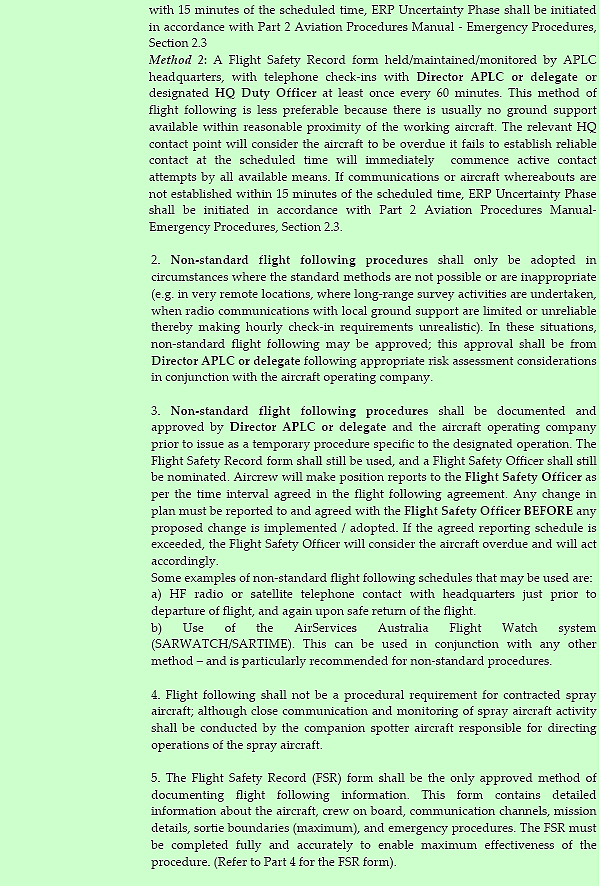 with 15 minutes of the scheduled time, ERP Uncertainty Phase shall be initiated
in accordance with Part 2 Aviation Procedures Manual - Emergency Procedures,
Section 2.3
Method 2: A Flight Safety Record form held/maintained/monitored by APLC
headquarters, with telephone check-ins with Director APLC or delegate or
designated HQ Duty Officer at least once every 60 minutes. This method of
flight following is less preferable because there is usually no ground support
available within reasonable proximity of the working aircraft. The relevant HQ
contact point will consider the aircraft to be overdue it fails to establish reliable
contact at the scheduled time will immediately commence active contact
attempts by all available means. If communications or aircraft whereabouts are
not established within 15 minutes of the scheduled time, ERP Uncertainty Phase
shall be initiated in accordance with Part 2 Aviation Procedures Manual-
Emergency Procedures, Section 2.3.
2. Non-standard flight following procedures shall only be adopted in
circumstances where the standard methods are not possible or are inappropriate
(e.g. in very remote locations, where long-range survey activities are undertaken,
when radio communications with local ground support are limited or unreliable
thereby making hourly check-in requirements unrealistic). In these situations,
non-standard flight following may be approved; this approval shall be from
Director APLC or delegate following appropriate risk assessment considerations
in conjunction with the aircraft operating company.
3. Non-standard flight following procedures shall be documented and
approved by Director APLC or delegate and the aircraft operating company
prior to issue as a temporary procedure specific to the designated operation. The
Flight Safety Record form shall still be used, and a Flight Safety Officer shall still
be nominated. Aircrew will make position reports to the Flight Safety Officer as
per the time interval agreed in the flight following agreement. Any change in
plan must be reported to and agreed with the Flight Safety Officer BEFORE any
proposed change is implemented / adopted. If the agreed reporting schedule is
exceeded, the Flight Safety Officer will consider the aircraft overdue and will act
accordingly.
Some examples of non-standard flight following schedules that may be used are:
a) HF radio or satellite telephone contact with headquarters just prior to
departure of flight, and again upon safe return of the flight.
b) Use of the AirServices Australia Flight Watch system
(SARWATCH/SARTIME). This can be used in conjunction with any other
method – and is particularly recommended for non-standard procedures.
4. Flight following shall not be a procedural requirement for contracted spray
aircraft; although close communication and monitoring of spray aircraft activity
shall be conducted by the companion spotter aircraft responsible for directing
operations of the spray aircraft.
5. The Flight Safety Record (FSR) form shall be the only approved method of
documenting flight following information. This form contains detailed
information about the aircraft, crew on board, communication channels, mission
details, sortie boundaries (maximum), and emergency procedures. The FSR must
be completed fully and accurately to enable maximum effectiveness of the
procedure. (Refer to Part 4 for the FSR form).